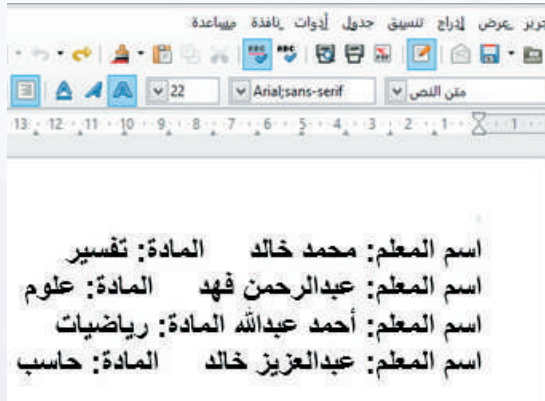 تحرير عرض إدراج تنسيق جدول أدوات نافذة مساعدة
متن النص Arial;sans-serif 22
1 1 2 3 4 5 6 7 8 9 10 11 12 13
اسم المعلم: محمد خالد المادة: تفسير
اسم المعلم: عبدالرحمن فهد المادة: علوم
اسم المعلم: أحمد عبدالله المادة: رياضيات
اسم المعلم: عبدالعزيز خالد المادة: حاسب